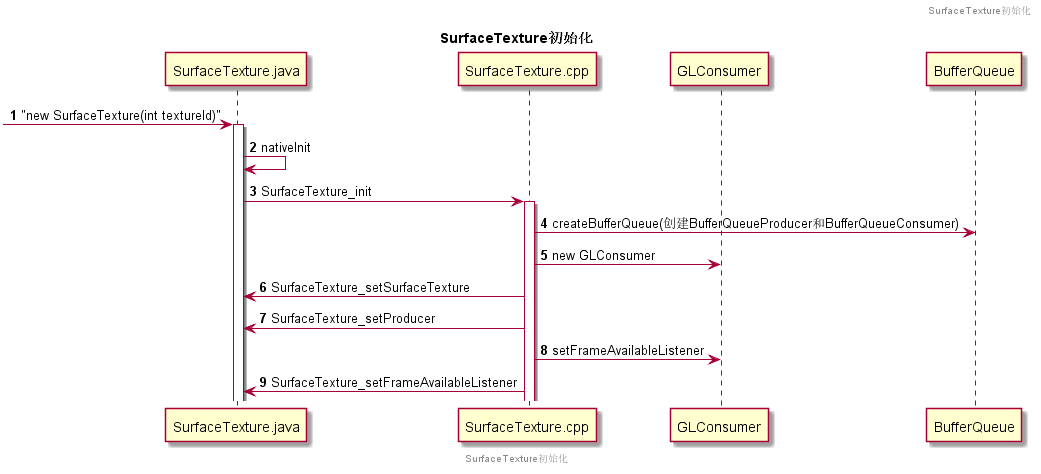 SurfaceTexture初始化
SurfaceTexture初始化
SurfaceTexture.java
SurfaceTexture.cpp
GLConsumer
BufferQueue
1 "new SurfaceTexture(int textureId)"
2 nativeInit
3 SurfaceTexture_init
4 createBufferQueue(创建BufferQueueProducer和BufferQueueConsumer)
5 new GLConsumer
6 SurfaceTexture_setSurfaceTexture
7 SurfaceTexture_setProducer
8 setFrameAvailableListener
9 SurfaceTexture_setFrameAvailableListener
SurfaceTexture.java
SurfaceTexture.cpp
GLConsumer
BufferQueue
SurfaceTexture初始化